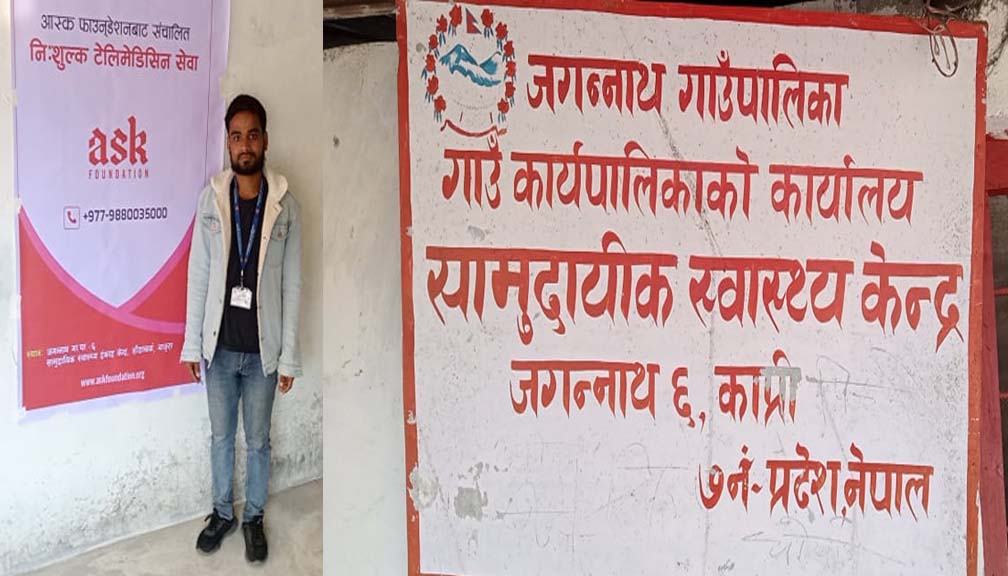 आस्क फाउन्डेशनबाट संचालित
निःशुल्क टेलिमेडिसिन सेवा
ask
FOUNDATION
+977-9880035000
www.askfoundation.org
जगन्नाथ गाउँपालिका
गाउँ कार्यपालिकाको कार्यालय
सामुदायीक स्वास्थ्य केन्द्र
जगन्नाथ ६, काप्री
७नं- प्रदेश,नेपाल